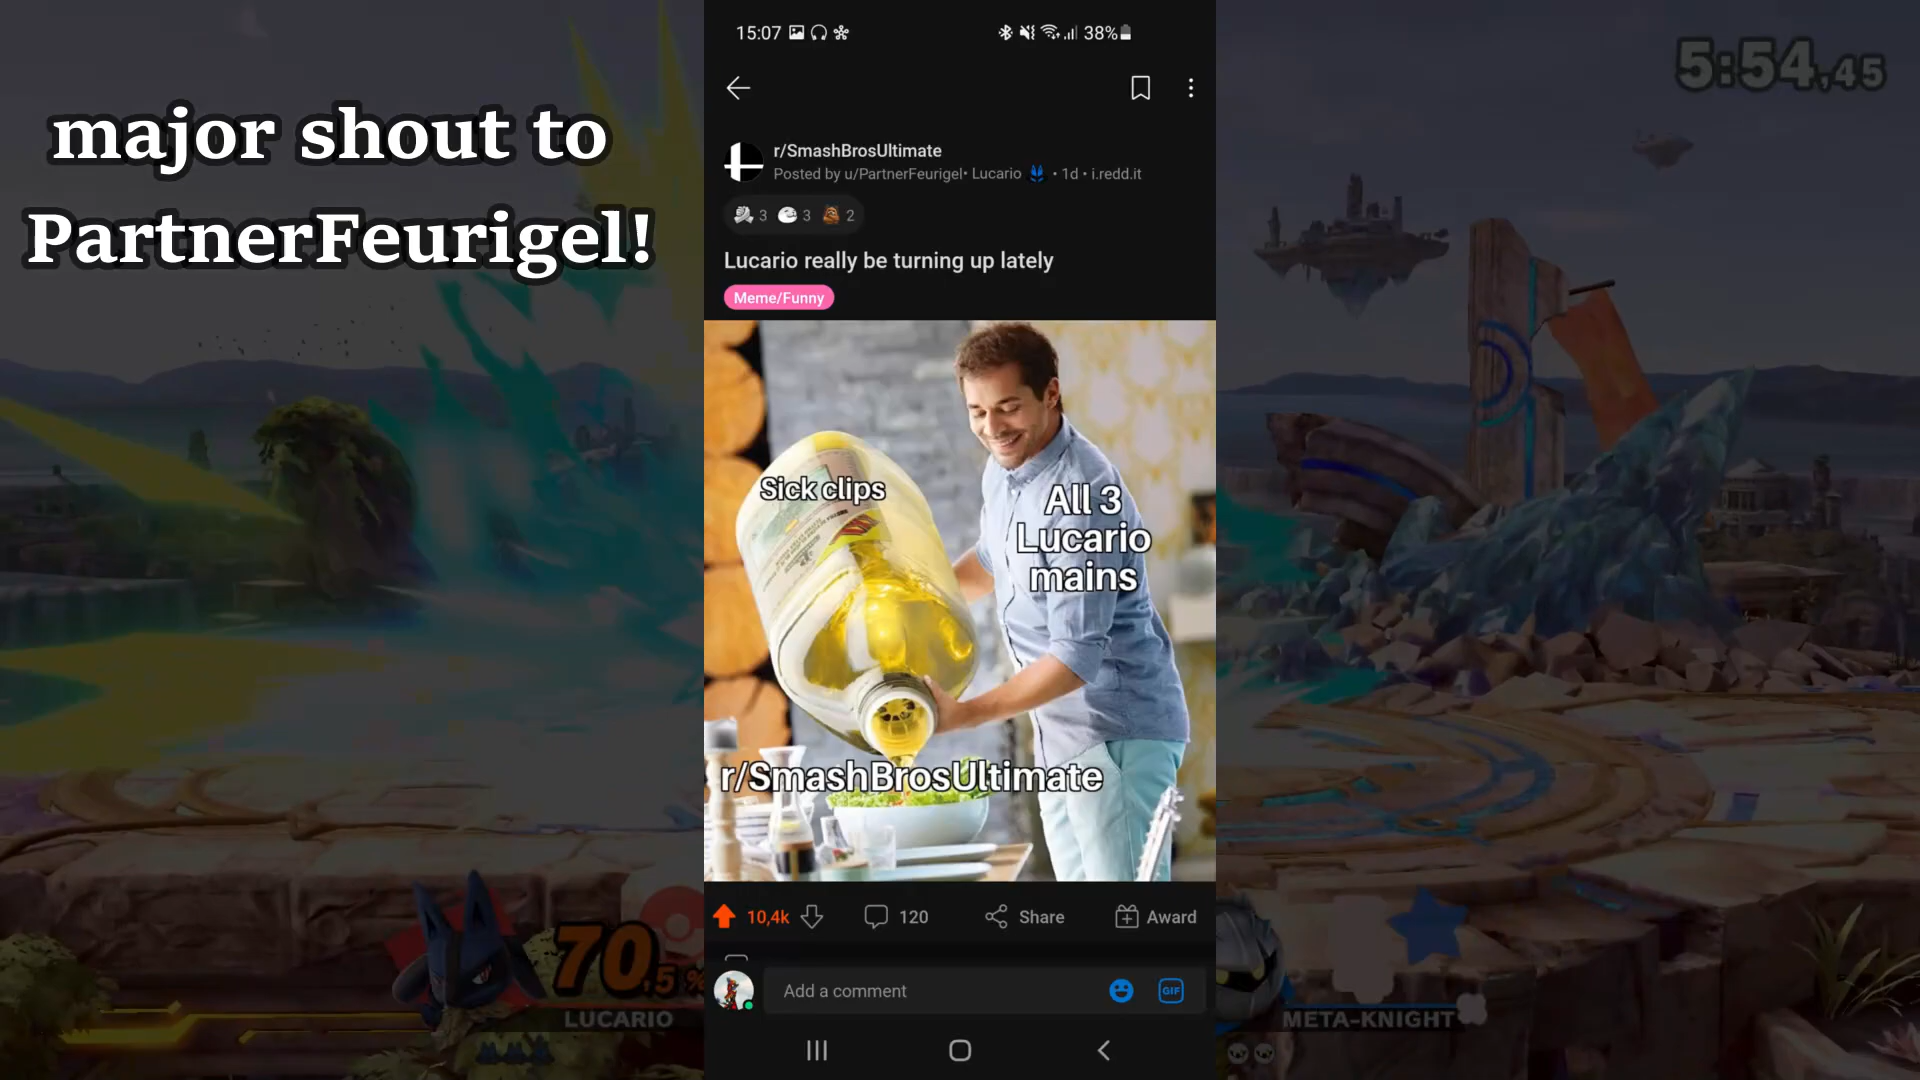 major shout to
PartnerFeurigel!
5:54,45
15:07
38%
r/SmashBrosUltimate
Posted by u/PartnerFeurigel• Lucario • 1d • i.redd.it
3 3 2
Lucario really be turning up lately
Meme/Funny
Sick clips
All 3
Lucario
mains
r/SmashBrosUltimate
10,4k
120
Share
Award
Add a comment
GIF
70,5%
LUCARIO
META-KNIGHT